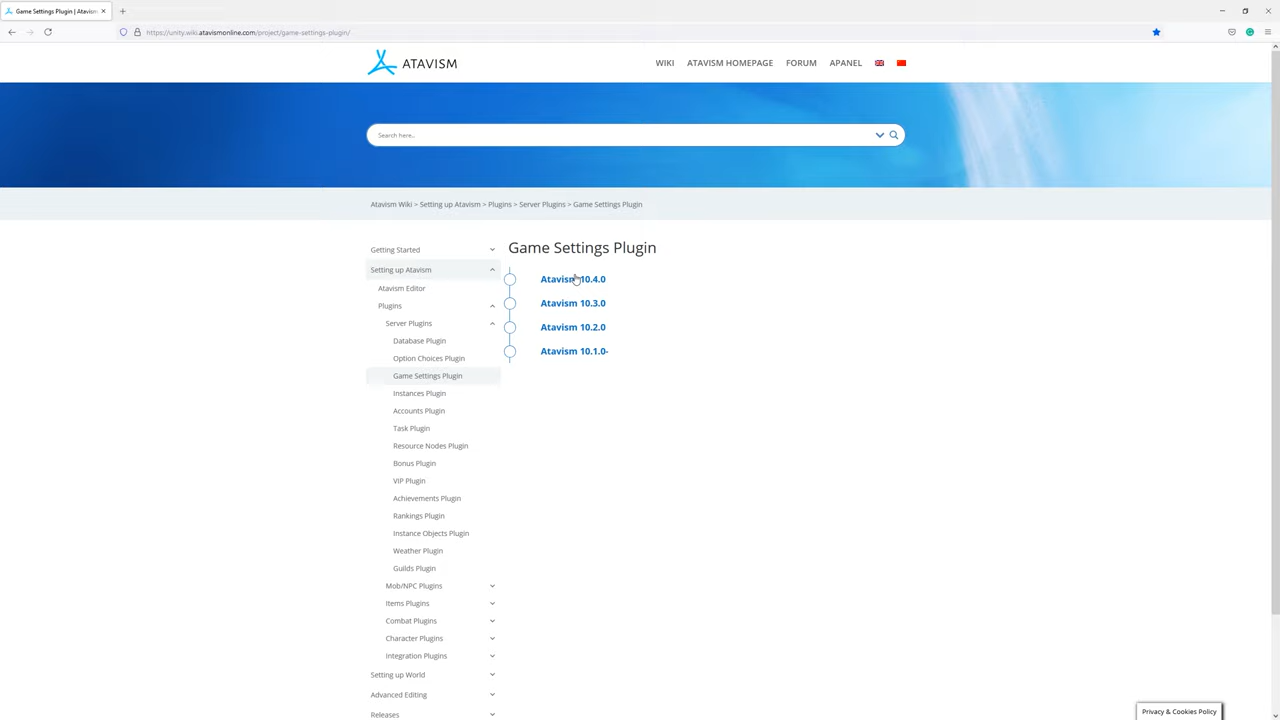 Game Settings Plugin | Atavism
https://unity.wiki.atavismonline.com/project/game-settings-plugin/
ATAVISM
WIKI
ATAVISM HOMEPAGE
FORUM
APANEL
Search here..
Atavism Wiki > Setting up Atavism > Plugins > Server Plugins > Game Settings Plugin
Getting Started
Setting up Atavism
Atavism Editor
Plugins
Server Plugins
Database Plugin
Option Choices Plugin
Game Settings Plugin
Instances Plugin
Accounts Plugin
Task Plugin
Resource Nodes Plugin
Bonus Plugin
VIP Plugin
Achievements Plugin
Rankings Plugin
Instance Objects Plugin
Weather Plugin
Guilds Plugin
Mob/NPC Plugins
Items Plugins
Combat Plugins
Character Plugins
Integration Plugins
Setting up World
Advanced Editing
Releases
Game Settings Plugin
Atavism 10.4.0
Atavism 10.3.0
Atavism 10.2.0
Atavism 10.1.0-
Privacy & Cookies Policy